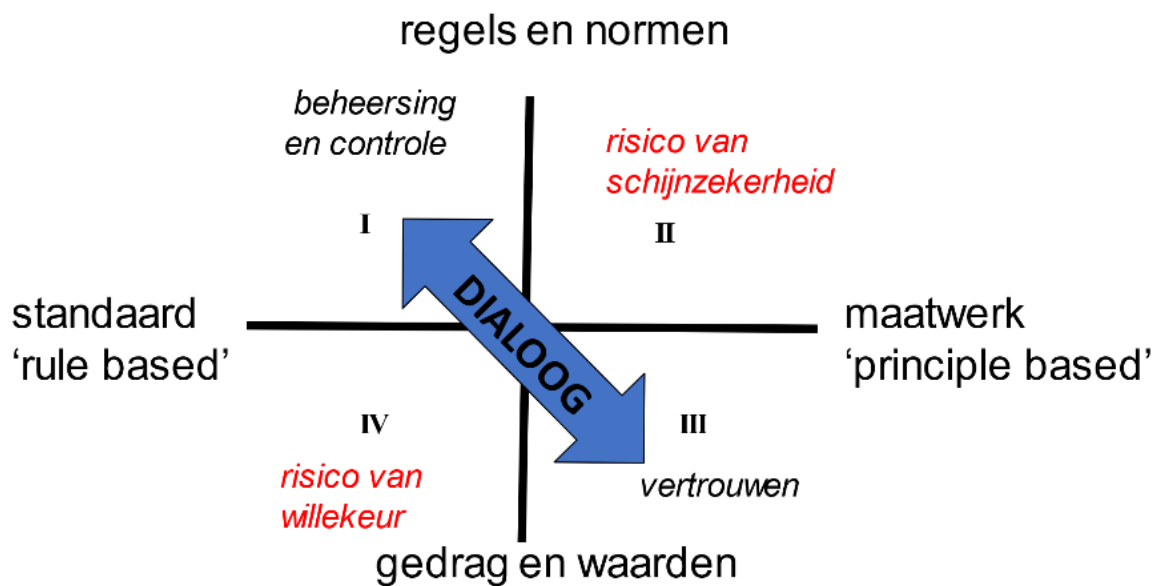 regels en normen
beheersing
en controle
risico van
schijnzekerheid
I
II
DIALOOG
standaard
‘rule based’
maatwerk
‘principle based’
IV
III
risico van
willekeur
vertrouwen
gedrag en waarden